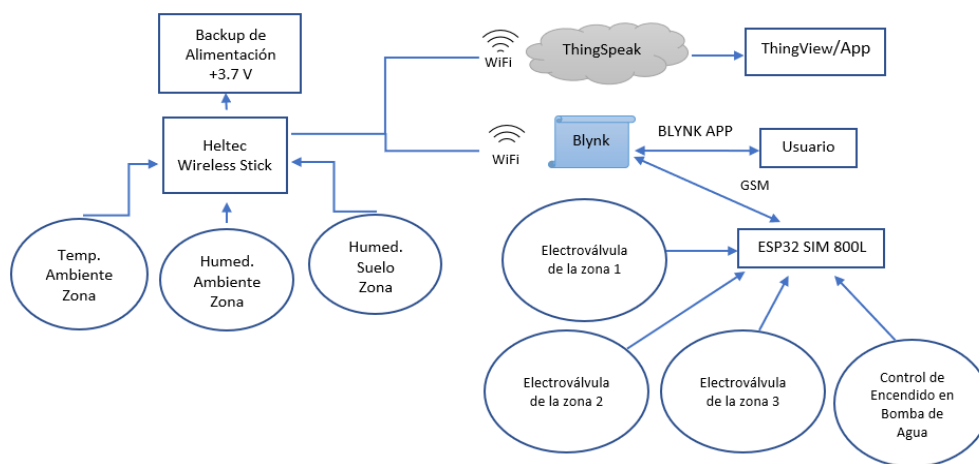 Backup de
Alimentación
+3.7 V
Heltec
Wireless Stick
Temp.
Ambiente
Zona
Humed.
Ambiente
Zona
Humed.
Suelo
Zona
WiFi
ThingSpeak
ThingView/App
WiFi
Blynk
BLYNK APP
Usuario
GSM
ESP32 SIM 800L
Electroválvula
de la zona 1
Electroválvula
de la zona 2
Electroválvula
de la zona 3
Control de
Encendido en
Bomba de
Agua